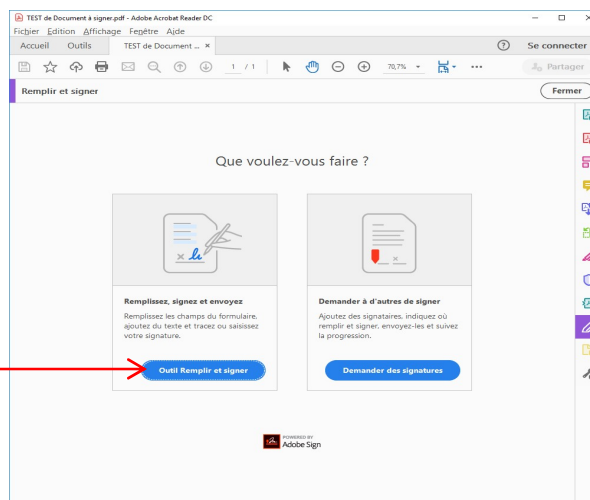 TEST de Document à signer.pdf - Adobe Acrobat Reader DC
Fichier Edition Affichage Fenêtre Aide
Accueil Outils TEST de Document ... × ? Se connecter
1 / 1 70,7% ... Partager
Remplir et signer Fermer
Que voulez-vous faire ?
Remplissez, signez et envoyez
Remplissez les champs du formulaire,
ajoutez du texte et tracez ou saisissez
votre signature.
Outil Remplir et signer
Demander à d'autres de signer
Ajoutez des signataires, indiquez où
remplir et signer, envoyez-les et suivez
la progression.
Demander des signatures
POWERED BY
Adobe Sign